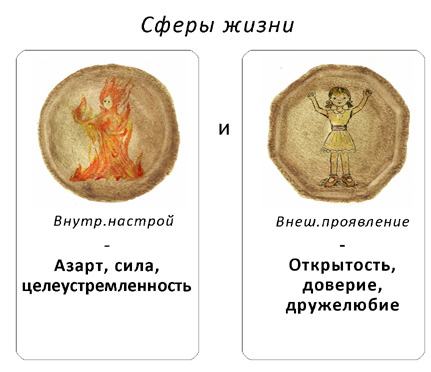 Сферы жизни
Внутр.настрой
-
Азарт, сила,
целеустремленность
и
Внеш.проявление
-
Открытость,
доверие,
дружелюбие